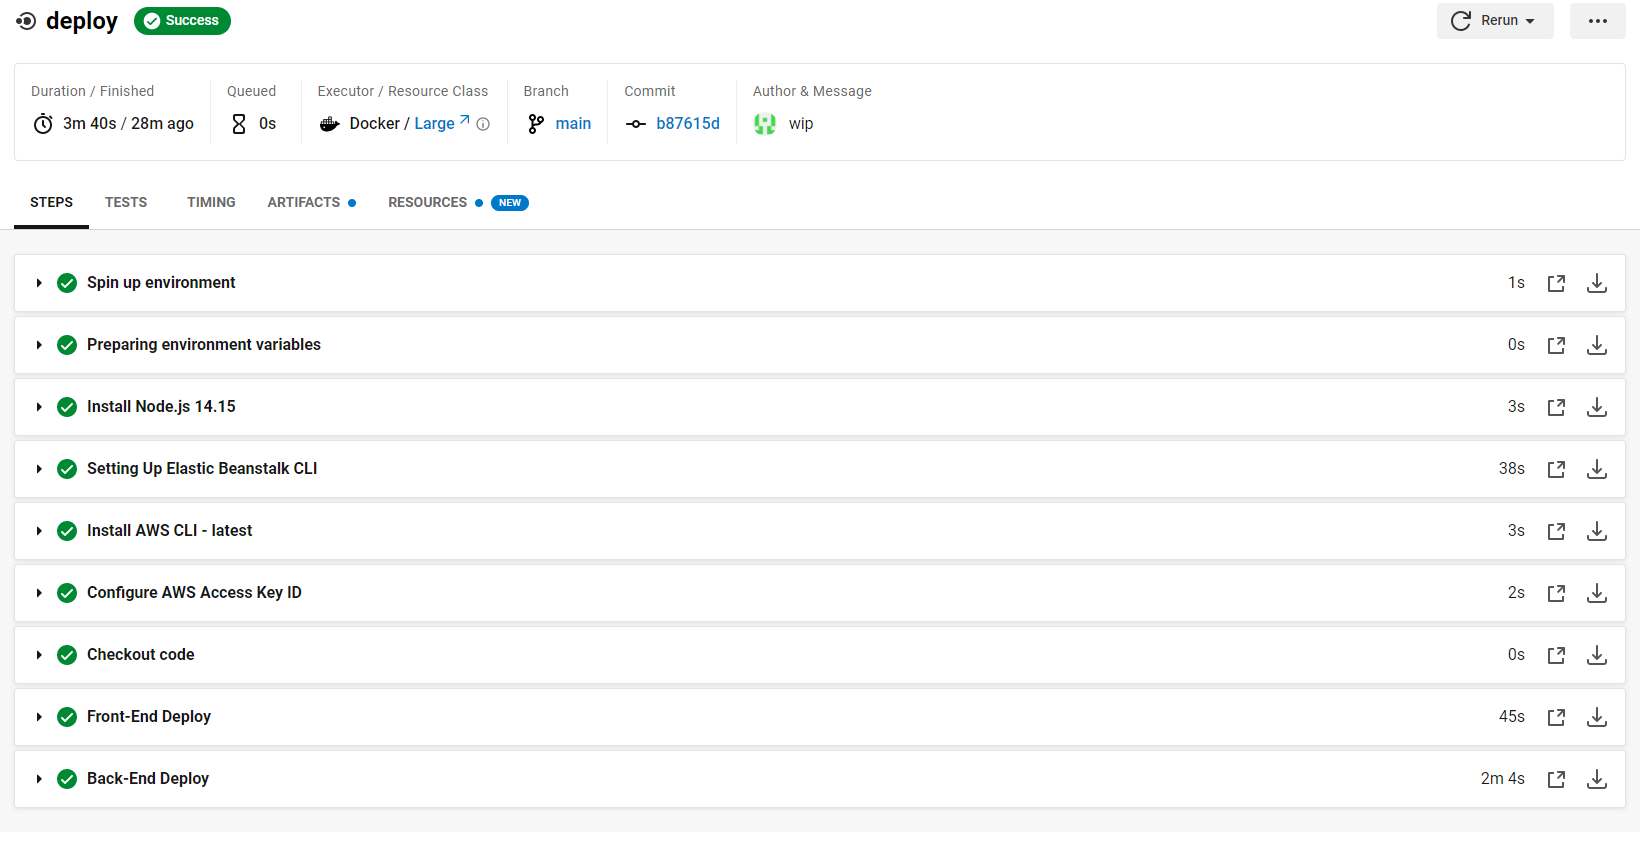 deploy Success Rerun
Duration / Finished Queued Executor / Resource Class Branch Commit Author & Message
3m 40s / 28m ago 0s Docker / Large main b87615d wip
STEPS TESTS TIMING ARTIFACTS RESOURCES NEW
Spin up environment 1s
Preparing environment variables 0s
Install Node.js 14.15 3s
Setting Up Elastic Beanstalk CLI 38s
Install AWS CLI - latest 3s
Configure AWS Access Key ID 2s
Checkout code 0s
Front-End Deploy 45s
Back-End Deploy 2m 4s